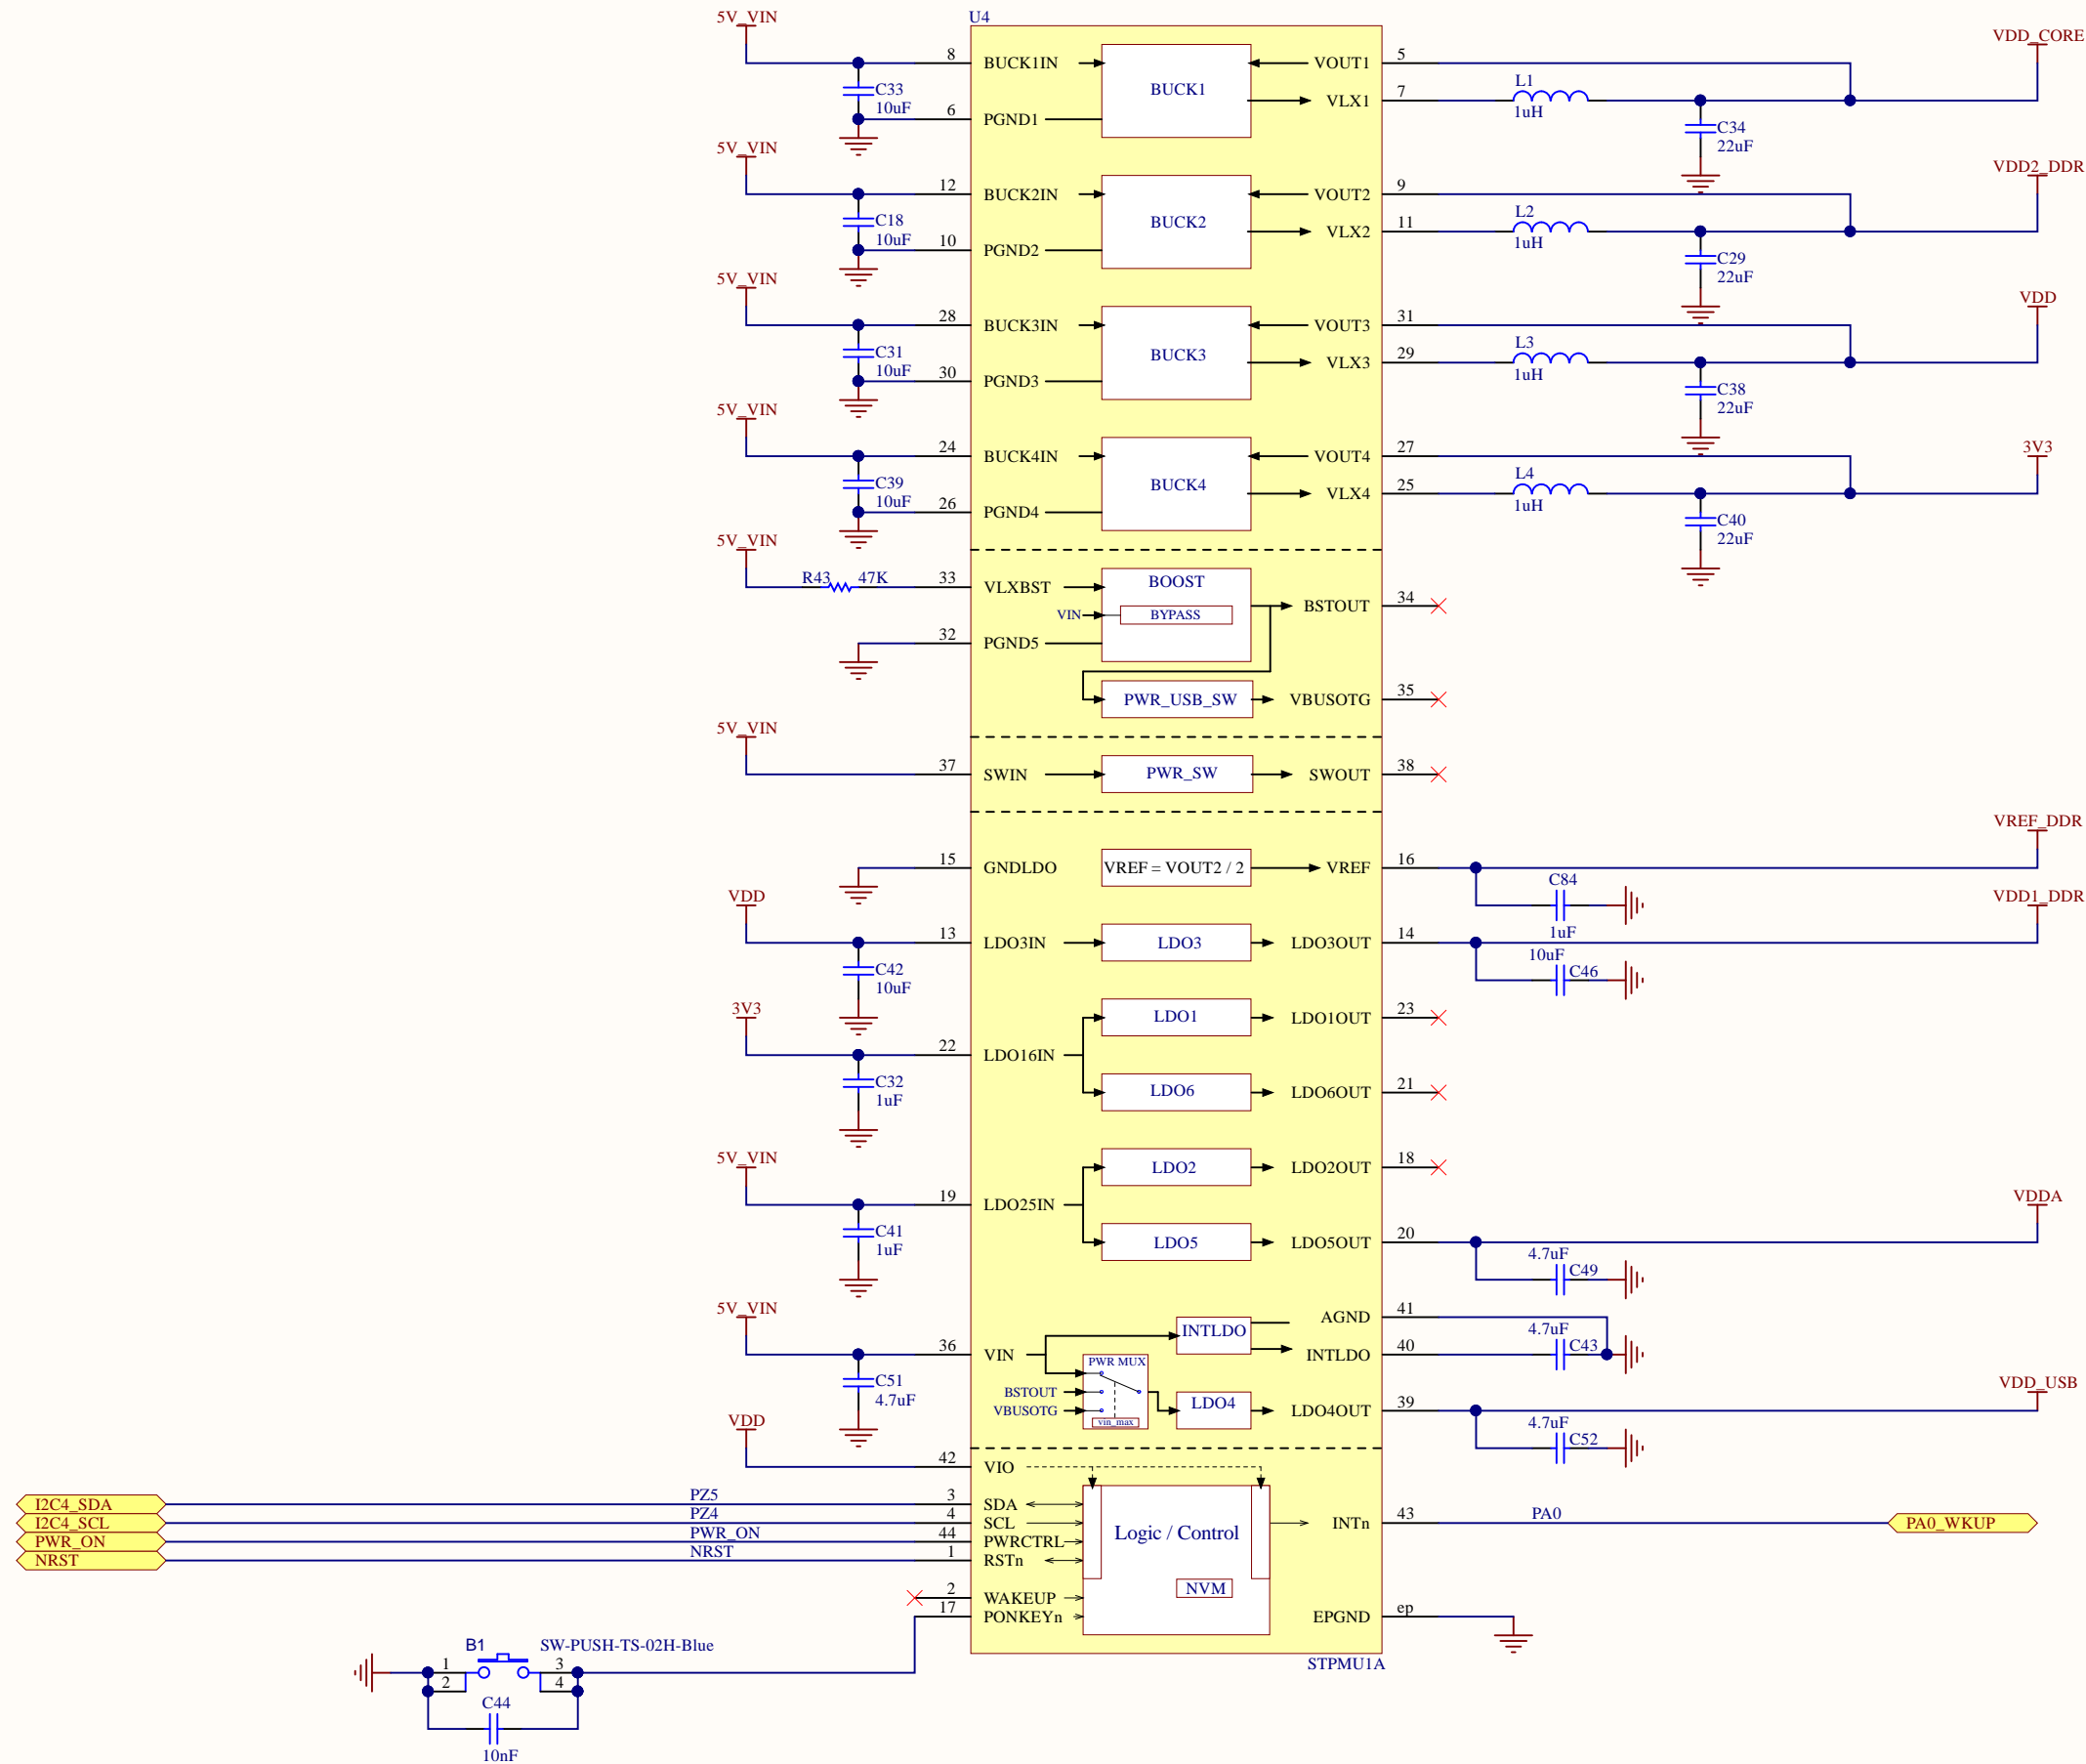 U4
5V_VIN
8 BUCK1IN
C33
10uF
6 PGND1
BUCK1
VOUT1 5
VLX1 7
L1
1uH
C34
22uF
VDD_CORE
5V_VIN
12 BUCK2IN
C18
10uF
10 PGND2
BUCK2
VOUT2 9
VLX2 11
L2
1uH
C29
22uF
VDD2_DDR
5V_VIN
28 BUCK3IN
C31
10uF
30 PGND3
BUCK3
VOUT3 31
VLX3 29
L3
1uH
C38
22uF
VDD
5V_VIN
24 BUCK4IN
C39
10uF
26 PGND4
BUCK4
VOUT4 27
VLX4 25
L4
1uH
C40
22uF
3V3
5V_VIN
R43 47K
33 VLXBST
BOOST
VIN
BYPASS
BSTOUT 34
32 PGND5
PWR_USB_SW
VBUSOTG 35
5V_VIN
37 SWIN
PWR_SW
SWOUT 38
15 GNDLDO
VREF = VOUT2 / 2
VREF 16
VREF_DDR
C84
1uF
VDD
13 LDO3IN
C42
10uF
LDO3
LDO3OUT 14
VDD1_DDR
10uF
C46
3V3
22 LDO16IN
C32
1uF
LDO1
LDO1OUT 23
LDO6
LDO6OUT 21
5V_VIN
19 LDO25IN
C41
1uF
LDO2
LDO2OUT 18
LDO5
LDO5OUT 20
VDDA
4.7uF
C49
5V_VIN
36 VIN
C51
4.7uF
INTLDO
AGND 41
INTLDO 40
4.7uF
C43
PWR MUX
BSTOUT
VBUSOTG
vin_max
LDO4
LDO4OUT 39
VDD_USB
4.7uF
C52
VDD
42 VIO
I2C4_SDA PZ5 3 SDA
I2C4_SCL PZ4 4 SCL
PWR_ON PWR_ON 44 PWRCTRL
NRST NRST 1 RSTn
2 WAKEUP
17 PONKEYn
Logic / Control
NVM
INTn 43 PA0 PA0_WKUP
EPGND ep
STPMU1A
B1 SW-PUSH-TS-02H-Blue
1 3
2 4
C44
10nF